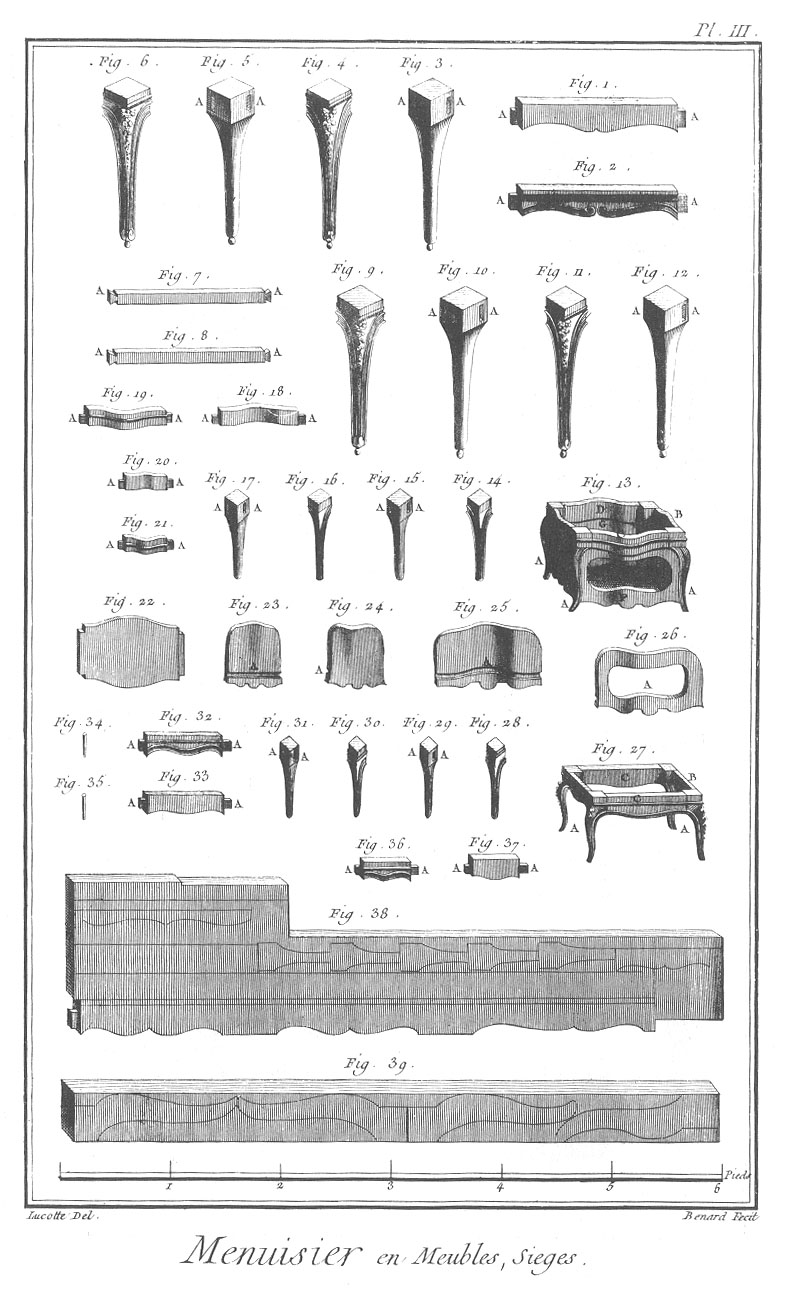 Pl. III.
. Fig. 6 . Fig. 5 . Fig. 4 . Fig. 3 .
Fig. 1 .
A A A A A A
Fig. 2 .
A A
Fig. 7 . Fig. 9 . Fig. 10 . Fig. 11 . Fig. 12 .
A A A A A A
Fig. 8 .
A A
Fig. 19 . Fig. 18 .
A A A A
Fig. 20 . Fig. 17 . Fig. 16 . Fig. 15 . Fig. 14 . Fig. 13 .
A A A A A A D B
G
Fig. 21 .
A A A A
A
F
Fig. 22 . Fig. 23 . Fig. 24 . Fig. 25 .
Fig. 26 .
A A A
A
Fig. 34 . Fig. 32 . Fig. 31 . Fig. 30 . Fig. 29 . Fig. 28 .
A A A A A A
Fig. 27 .
Fig. 35 . Fig. 33 .
C B
G
A A
A A
Fig. 36 . Fig. 37 .
A A A A
Fig. 38 .
Fig. 39 .
1 2 3 4 5 6 Pieds
Lucotte Del . Benard Fecit
Menuisier en Meubles, Sieges .